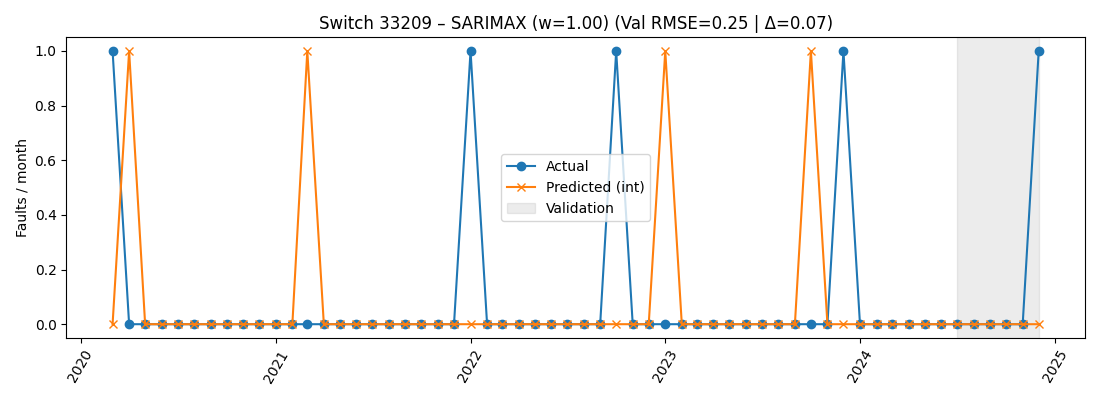 Switch 33209 – SARIMAX (w=1.00) (Val RMSE=0.25 | Δ=0.07)
Faults / month
1.0
0.8
0.6
0.4
0.2
0.0
Actual
Predicted (int)
Validation
2020
2021
2022
2023
2024
2025